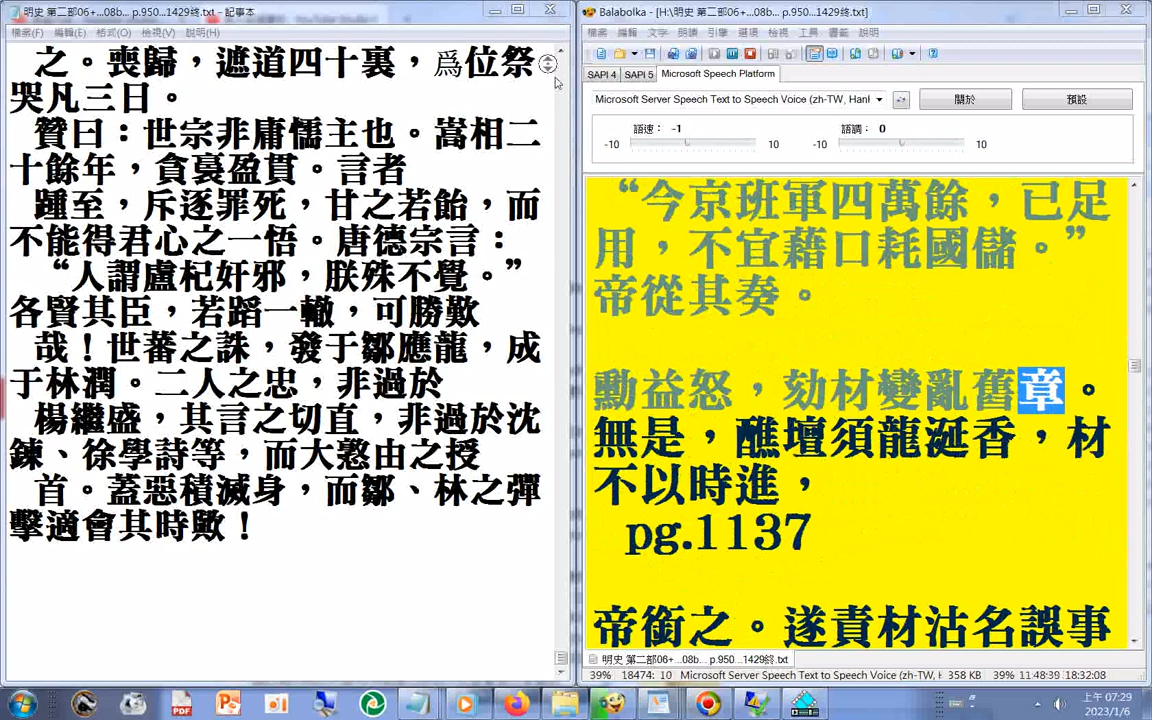 明史 第二部06+...08b... p.950...1429终.txt - 記事本
檔案(F) 編輯(E) 格式(O) 檢視(V) 說明(H)
之。喪歸，遮道四十裏，爲位祭
哭凡三日。
贊曰：世宗非庸懦主也。嵩相二
十餘年，貪裛盈貫。言者
踵至，斥逐罪死，甘之若飴，而
不能得君心之一悟。唐德宗言：
“人謂盧杞奸邪，朕殊不覺。”
各賢其臣，若蹈一轍，可勝歎
哉！世蕃之誅，發于鄒應龍，成
于林潤。二人之忠，非過於
楊繼盛，其言之切直，非過於沈
鍊、徐學詩等，而大憝由之授
首。蓋惡積滅身，而鄒、林之彈
擊適會其時歟！
Balabolka - [H:\明史 第二部06+...08b... p.950...1429终.txt]
檔案 編輯 文字 朗讀 引擎 選項 檢視 工具 書籤 說明
SAPI 4 SAPI 5 Microsoft Speech Platform
Microsoft Server Speech Text to Speech Voice (zh-TW, HanH
關於
預設
語速： -1
語調： 0
-10 10 -10 10
“今京班軍四萬餘，已足
用，不宜藉口耗國儲。”
帝從其奏。
勳益怒，劾材變亂舊章。
無是，醮壇須龍涎香，材
不以時進，
pg.1137
帝銜之。遂責材沽名誤事
明史 第二部06+...08b... p.950...1429終.txt
39% 18474: 10 Microsoft Server Speech Text to Speech Voice (zh-TW, H 358 KB 39% 11:48:39/18:32:08
上午 07:29
2023/1/6